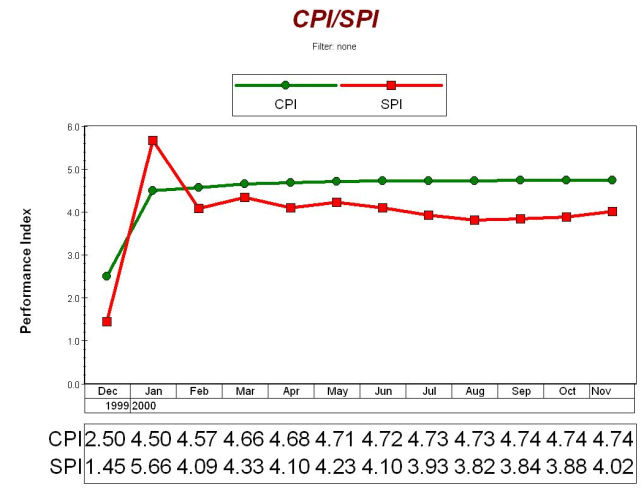 CPI/SPI
Filter: none
CPI SPI
Performance Index
6.0
5.0
4.0
3.0
2.0
1.0
0.0
Dec Jan Feb Mar Apr May Jun Jul Aug Sep Oct Nov
1999 2000
CPI 2.50 4.50 4.57 4.66 4.68 4.71 4.72 4.73 4.73 4.74 4.74 4.74
SPI 1.45 5.66 4.09 4.33 4.10 4.23 4.10 3.93 3.82 3.84 3.88 4.02